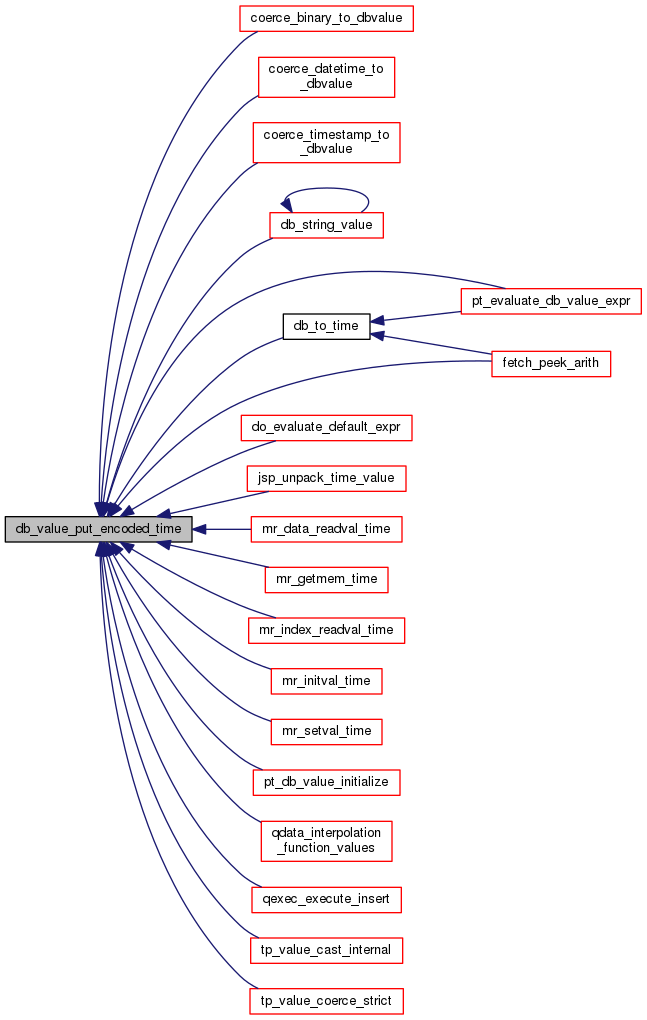 coerce_binary_to_dbvalue
coerce_datetime_to
_dbvalue
coerce_timestamp_to
_dbvalue
db_string_value
pt_evaluate_db_value_expr
db_to_time
fetch_peek_arith
do_evaluate_default_expr
jsp_unpack_time_value
db_value_put_encoded_time
mr_data_readval_time
mr_getmem_time
mr_index_readval_time
mr_initval_time
mr_setval_time
pt_db_value_initialize
qdata_interpolation
_function_values
qexec_execute_insert
tp_value_cast_internal
tp_value_coerce_strict